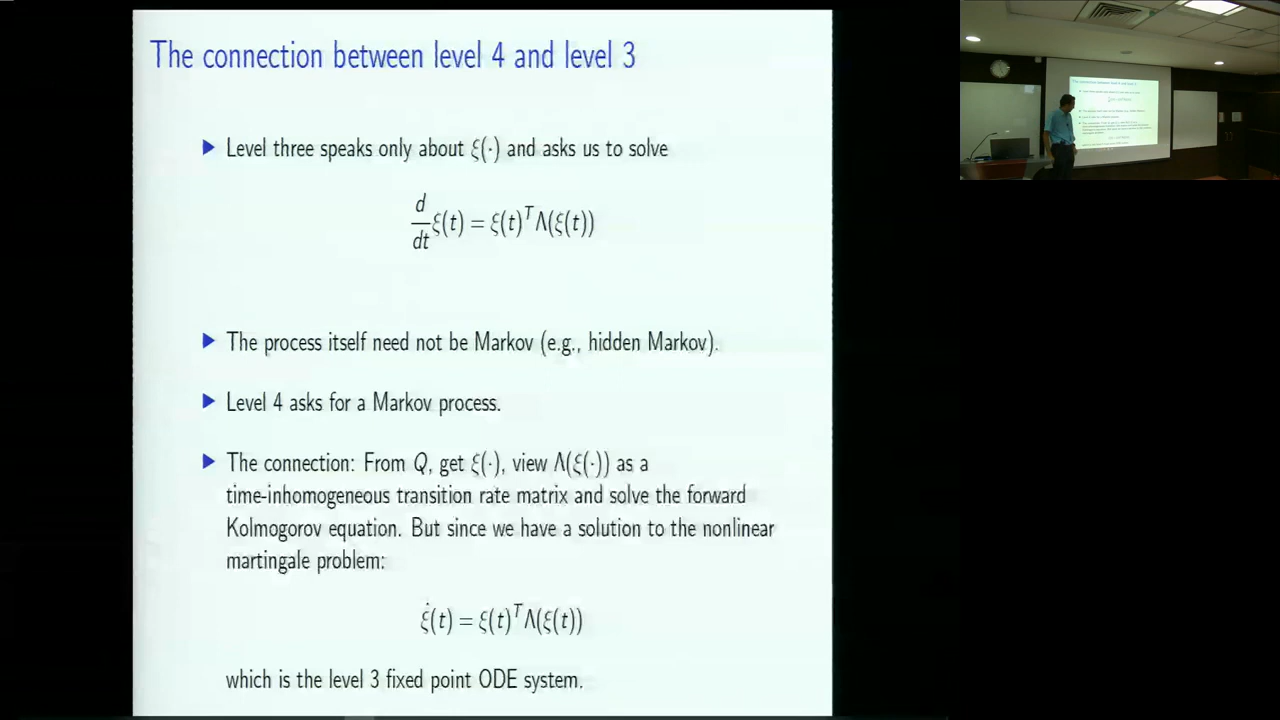 The connection between level 4 and level 3
▶ Level three speaks only about ξ(·) and asks us to solve
d/dt ξ(t) = ξ(t)ᵀΛ(ξ(t))
▶ The process itself need not be Markov (e.g., hidden Markov).
▶ Level 4 asks for a Markov process.
▶ The connection: From Q, get ξ(·), view Λ(ξ(·)) as a
time-inhomogeneous transition rate matrix and solve the forward
Kolmogorov equation. But since we have a solution to the nonlinear
martingale problem:
ξ̇(t) = ξ(t)ᵀΛ(ξ(t))
which is the level 3 fixed point ODE system.